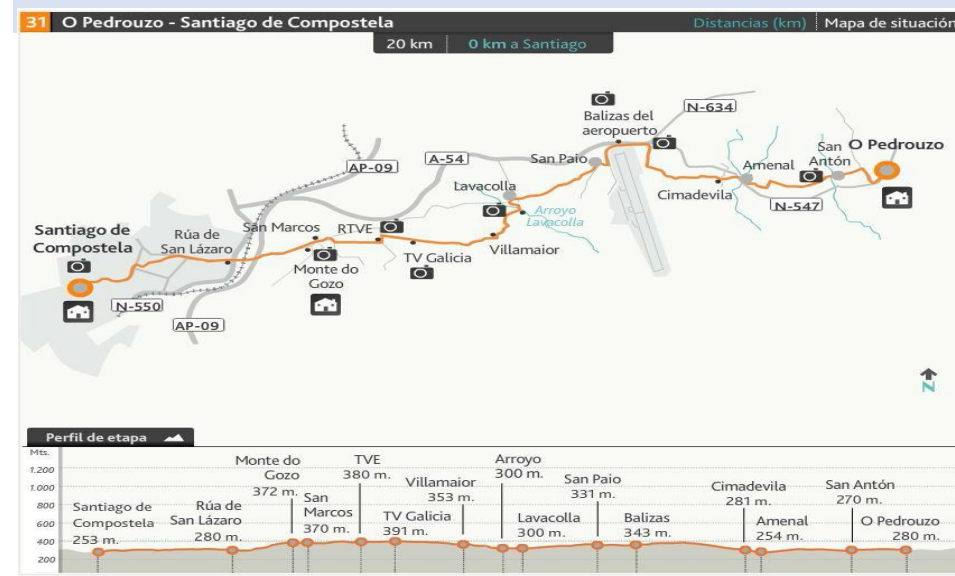 31 O Pedrouzo - Santiago de Compostela
Distancias (km) Mapa de situación
20 km 0 km a Santiago
N-634
Balizas del
aeropuerto
San
Antón
O Pedrouzo
AP-09
A-54
San Paio
Amenal
Cimadevila
N-547
Lavacolla
Arroyo
Lavacolla
Santiago de
Compostela
Rúa de
San Lázaro
San Marcos
RTVE
Villamaior
TV Galicia
Monte do
Gozo
N-550
AP-09
N
Perfil de etapa
Mts.
1.200
1.000
800
600
400
200
Santiago de
Compostela
253 m.
Rúa de
San Lázaro
280 m.
Monte do
Gozo
372 m.
San
Marcos
370 m.
TVE
380 m.
TV Galicia
391 m.
Villamaior
353 m.
Arroyo
300 m.
Lavacolla
300 m.
San Paio
331 m.
Balizas
343 m.
Cimadevila
281 m.
Amenal
254 m.
San Antón
270 m.
O Pedrouzo
280 m.